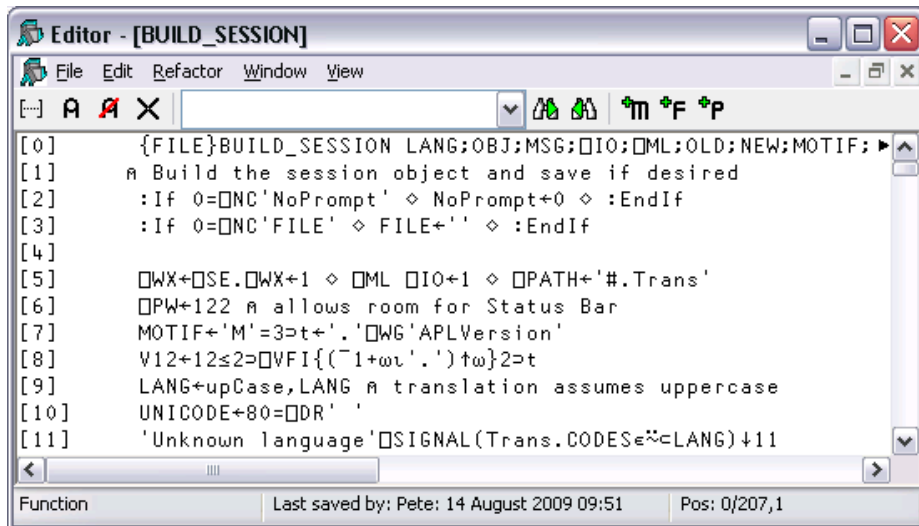 Editor - [BUILD_SESSION]
File Edit Refactor Window View
[0] {FILE}BUILD_SESSION LANG;OBJ;MSG;⎕IO;⎕ML;OLD;NEW;MOTIF;
[1] ⍝ Build the session object and save if desired
[2] :If 0=⎕NC'NoPrompt' ⋄ NoPrompt←0 ⋄ :EndIf
[3] :If 0=⎕NC'FILE' ⋄ FILE←'' ⋄ :EndIf
[4]
[5] ⎕WX←⎕SE.⎕WX←1 ⋄ ⎕ML ⎕IO←1 ⋄ ⎕PATH←'#.Trans'
[6] ⎕PW←122 ⍝ allows room for Status Bar
[7] MOTIF←'M'=3⊃t←'.'⎕WG'APLVersion'
[8] V12←12≤2⊃⎕VFI{(¯1+⍵⍳'.')↑⍵}2⊃t
[9] LANG←upCase,LANG ⍝ translation assumes uppercase
[10] UNICODE←80=⎕DR' '
[11] 'Unknown language'⎕SIGNAL(Trans.CODES∊⍨⊂LANG)↓11
Function Last saved by: Pete: 14 August 2009 09:51 Pos: 0/207,1